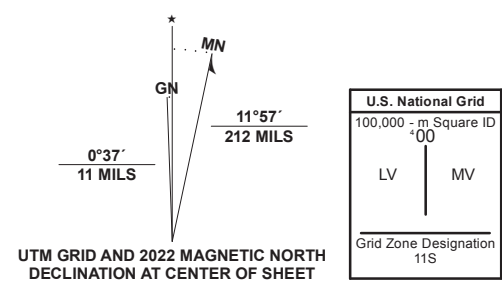 ★
MN
GN
11°57´
212 MILS
0°37´
11 MILS
UTM GRID AND 2022 MAGNETIC NORTH
DECLINATION AT CENTER OF SHEET
U.S. National Grid
100,000 - m Square ID
⁴00
LV MV
Grid Zone Designation
11S